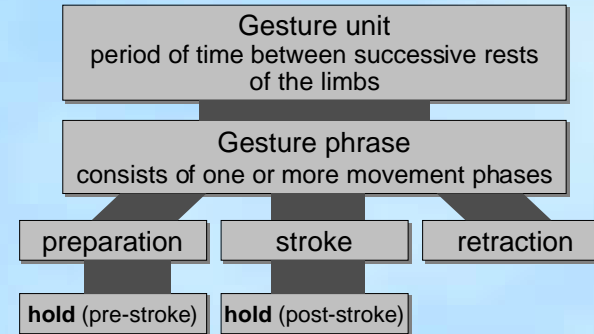 Gesture unit
period of time between successive rests
of the limbs
Gesture phrase
consists of one or more movement phases
preparation
stroke
retraction
hold (pre-stroke)
hold (post-stroke)